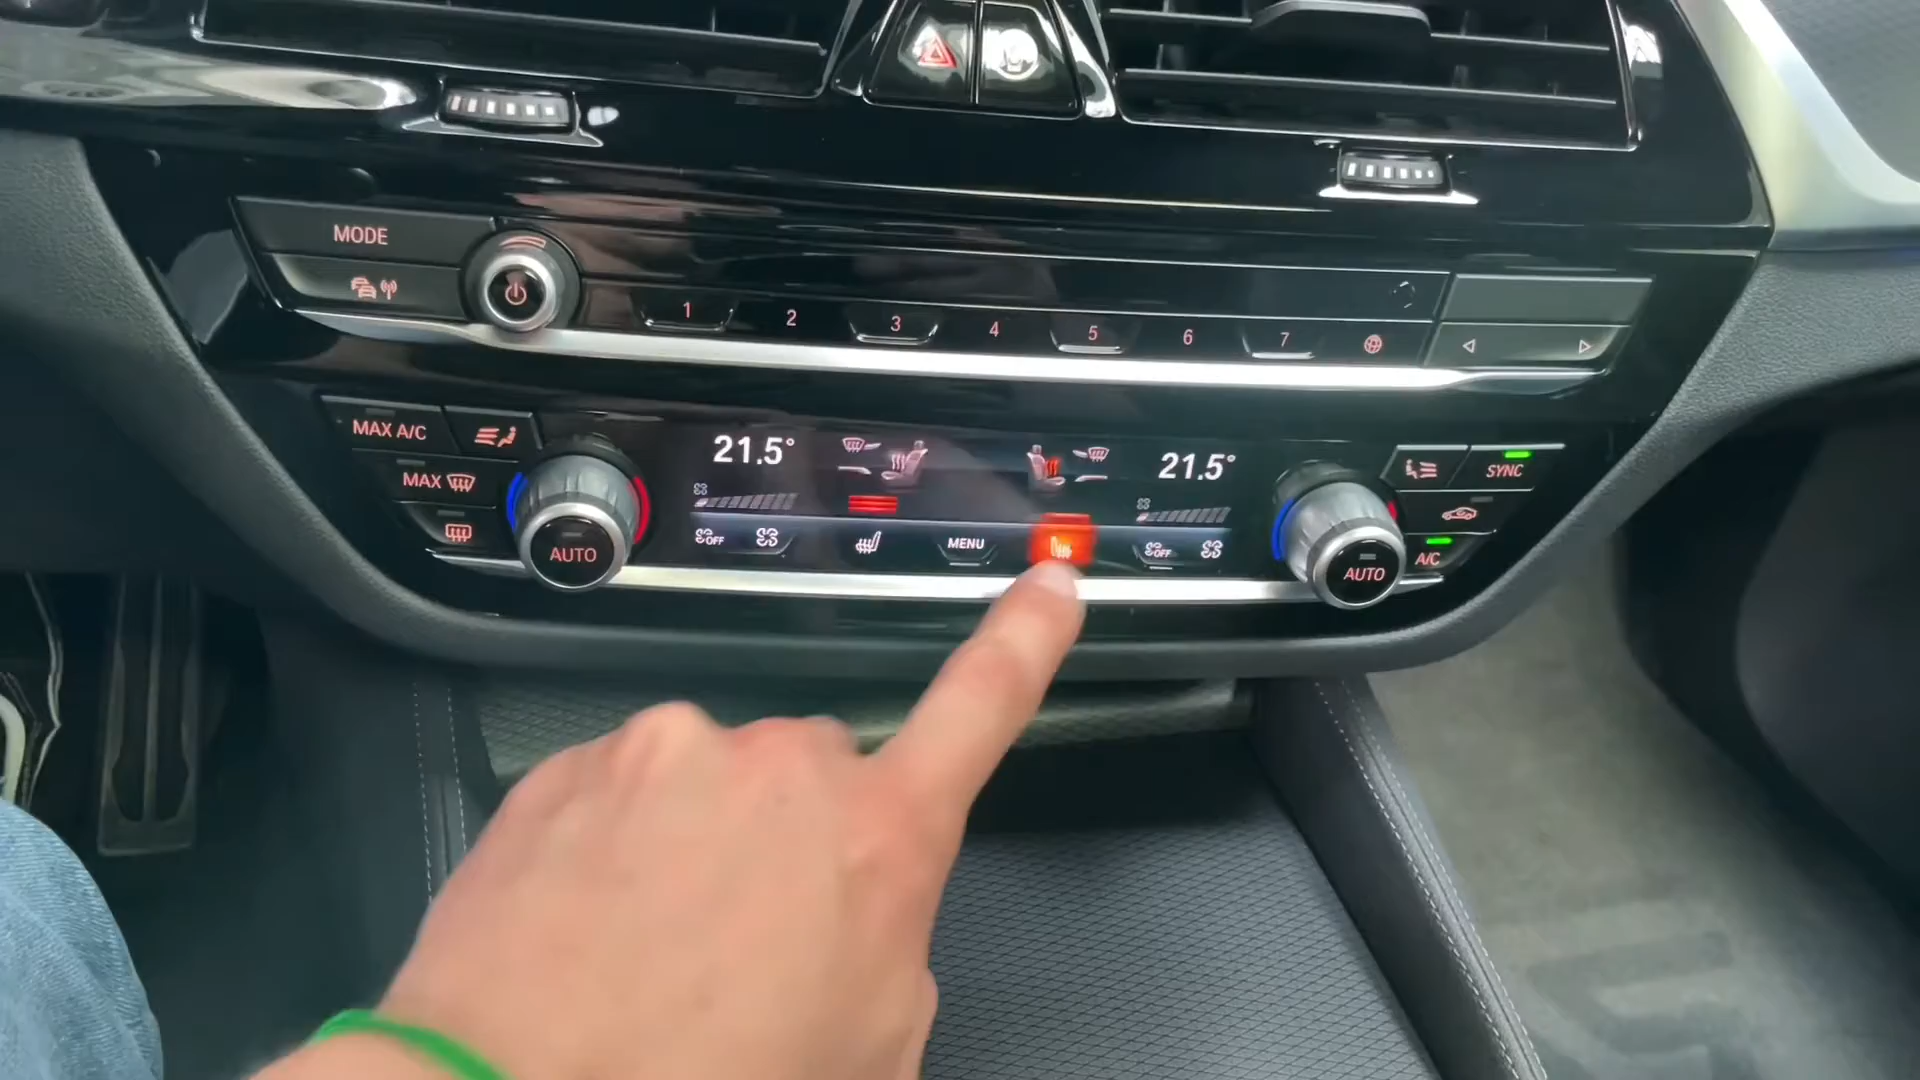 MODE
1 2 3 4 5 6 7
MAX A/C
21.5°
21.5°
SYNC
MAX
OFF
MENU
OFF
AUTO
AUTO
A/C